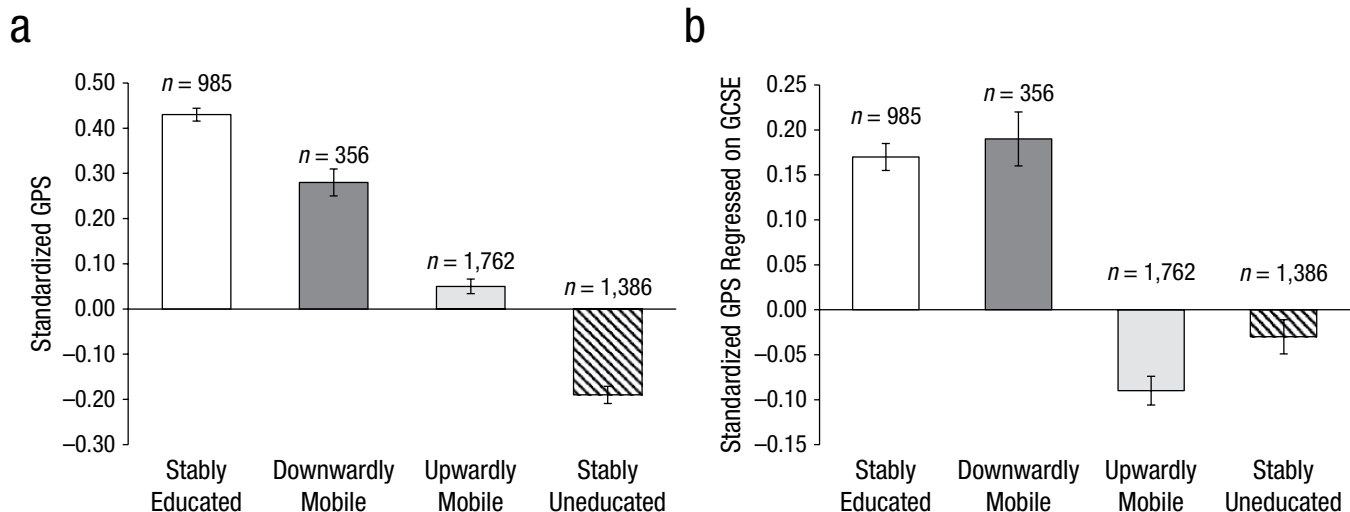 a
Standardized GPS
0.50
0.40
0.30
0.20
0.10
0.00
–0.10
–0.20
–0.30
n = 985
n = 356
n = 1,762
n = 1,386
Stably
Educated
Downwardly
Mobile
Upwardly
Mobile
Stably
Uneducated
b
Standardized GPS Regressed on GCSE
0.25
0.20
0.15
0.10
0.05
0.00
–0.05
–0.10
–0.15
n = 985
n = 356
n = 1,762
n = 1,386
Stably
Educated
Downwardly
Mobile
Upwardly
Mobile
Stably
Uneducated